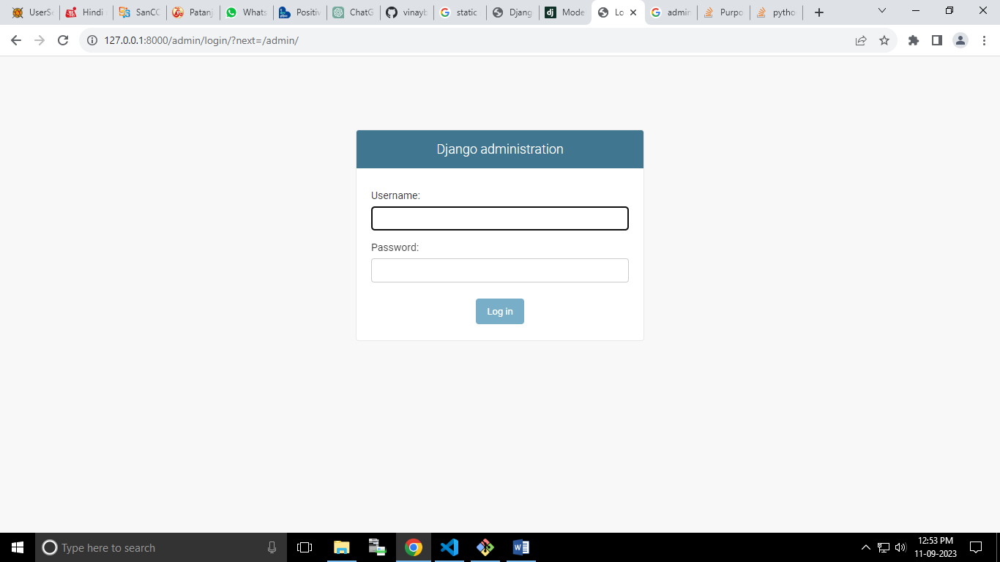 UserSe
Hindi
SanCC
Patanj
Whats
Positiv
ChatG
vinayb
static
Djang
Mode
Lo
admin
Purpo
pytho
127.0.0.1:8000/admin/login/?next=/admin/
Django administration
Username:
Password:
Log in
Type here to search
12:53 PM
11-09-2023